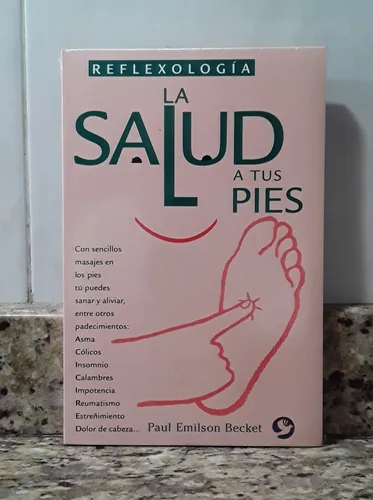 REFLEXOLOGÍA
LA
SALUD
A TUS
PIES
Con sencillos
masajes en
los pies
tú puedes
sanar y aliviar,
entre otros
padecimientos:
Asma
Cólicos
Insomnio
Calambres
Impotencia
Reumatismo
Estreñimiento
Dolor de cabeza...
Paul Emilson Becket